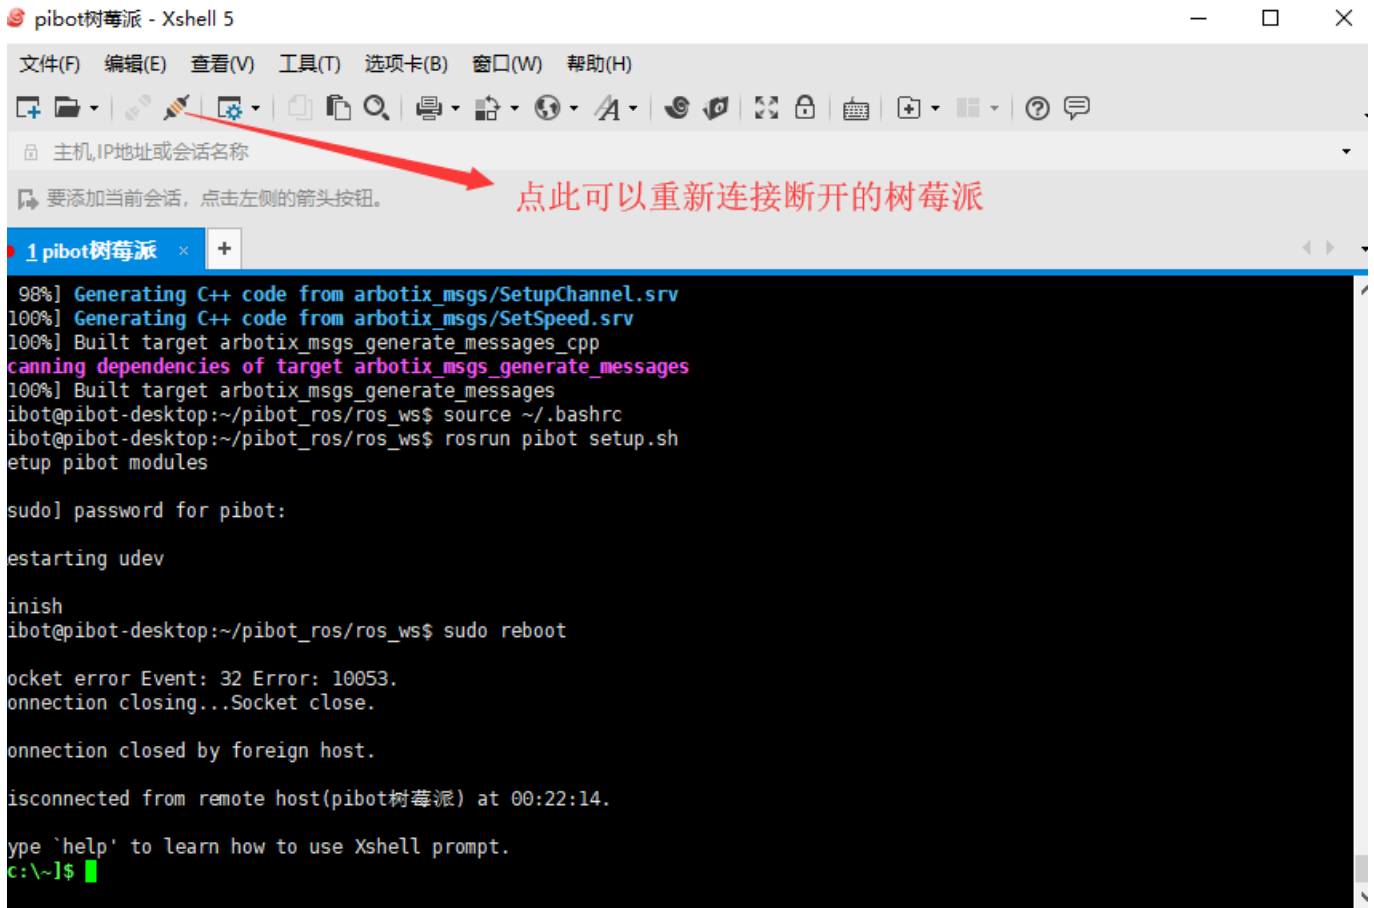 pibot树莓派 - Xshell 5
文件(F) 编辑(E) 查看(V) 工具(T) 选项卡(B) 窗口(W) 帮助(H)
主机,IP地址或会话名称
要添加当前会话，点击左侧的箭头按钮。
点此可以重新连接断开的树莓派
1 pibot树莓派 × +
98%] Generating C++ code from arbotix_msgs/SetupChannel.srv
100%] Generating C++ code from arbotix_msgs/SetSpeed.srv
100%] Built target arbotix_msgs_generate_messages_cpp
canning dependencies of target arbotix_msgs_generate_messages
100%] Built target arbotix_msgs_generate_messages
ibot@pibot-desktop:~/pibot_ros/ros_ws$ source ~/.bashrc
ibot@pibot-desktop:~/pibot_ros/ros_ws$ rosrun pibot setup.sh
etup pibot modules
sudo] password for pibot:
estarting udev
inish
ibot@pibot-desktop:~/pibot_ros/ros_ws$ sudo reboot
ocket error Event: 32 Error: 10053.
onnection closing...Socket close.
onnection closed by foreign host.
isconnected from remote host(pibot树莓派) at 00:22:14.
ype `help' to learn how to use Xshell prompt.
c:\~]$